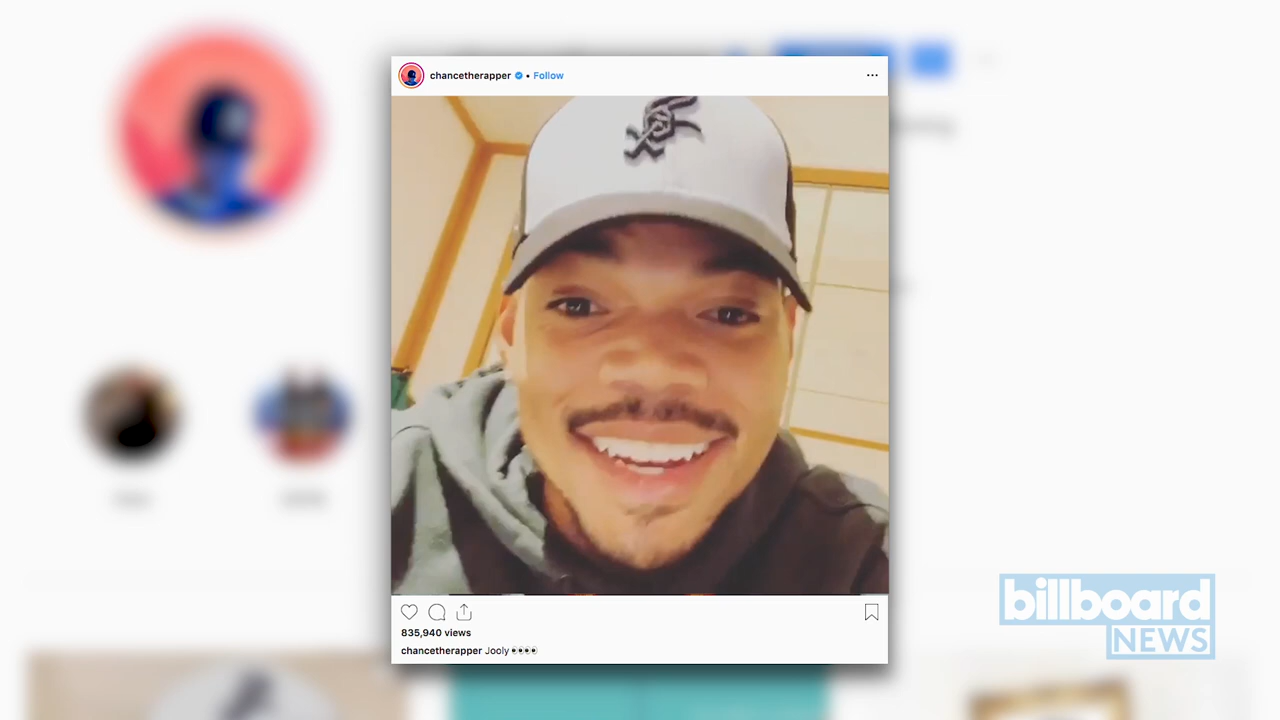 chancetherapper • Follow
835,940 views
chancetherapper Jooly 👀👀
billboard
NEWS